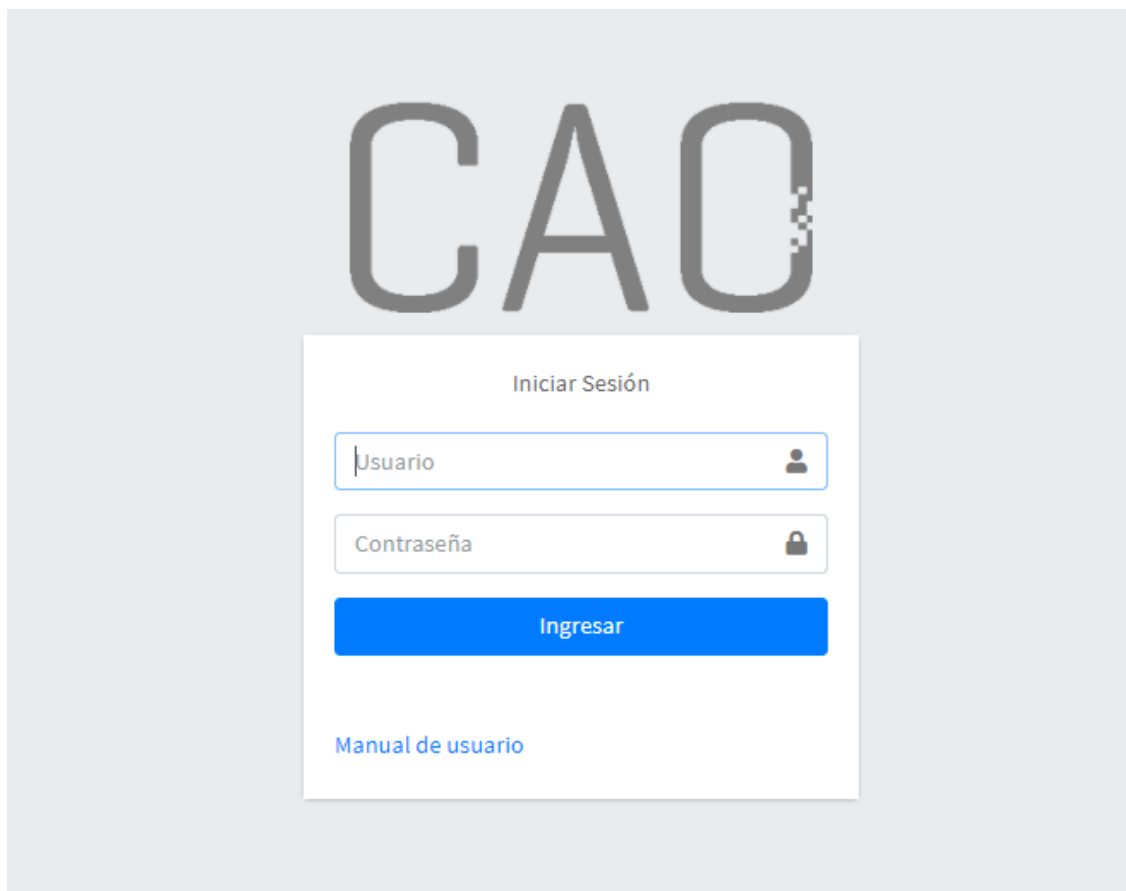 CAO
Iniciar Sesión
Usuario
Contraseña
Ingresar
Manual de usuario